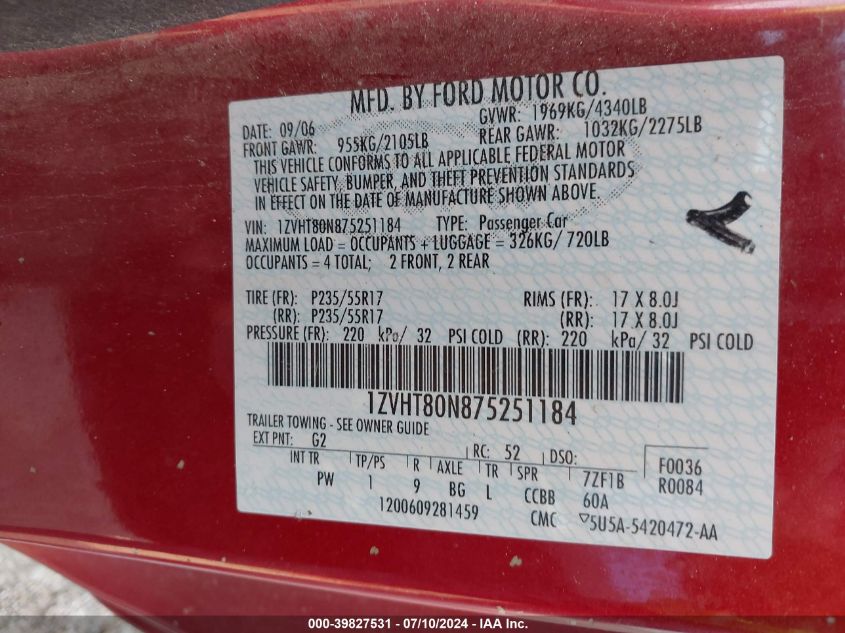 MFD. BY FORD MOTOR CO.
DATE: 09/06 GVWR: 1969KG/4340LB
FRONT GAWR: 955KG/2105LB REAR GAWR: 1032KG/2275LB
THIS VEHICLE CONFORMS TO ALL APPLICABLE FEDERAL MOTOR
VEHICLE SAFETY, BUMPER, AND THEFT PREVENTION STANDARDS
IN EFFECT ON THE DATE OF MANUFACTURE SHOWN ABOVE.
VIN: 1ZVHT80N875251184 TYPE: Passenger Car
MAXIMUM LOAD = OCCUPANTS + LUGGAGE = 326KG/ 720LB
OCCUPANTS = 4 TOTAL; 2 FRONT, 2 REAR
TIRE (FR): P235/55R17 RIMS (FR): 17 X 8.0J
(RR): P235/55R17 (RR): 17 X 8.0J
PRESSURE (FR): 220 kPa/ 32 PSI COLD (RR): 220 kPa/ 32 PSI COLD
1ZVHT80N875251184
TRAILER TOWING - SEE OWNER GUIDE
EXT PNT: G2 RC: 52 DSO: F0036
INT TR TP/PS R AXLE TR SPR 7ZF1B R0084
PW 1 9 BG L CCBB 60A
1200609281459 CMC ▽5U5A-5420472-AA
000-39827531 - 07/10/2024 - IAA Inc.